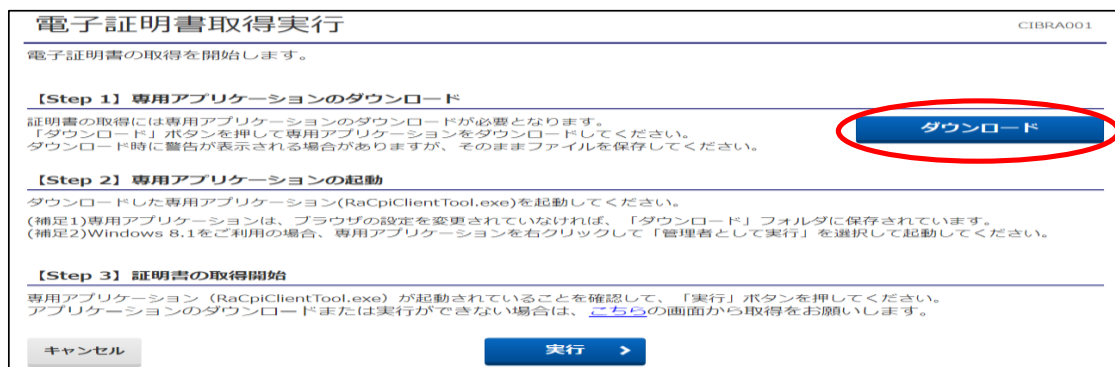 電子証明書取得実行
CIBRA001
電子証明書の取得を開始します。
【Step 1】専用アプリケーションのダウンロード
証明書の取得には専用アプリケーションのダウンロードが必要となります。
「ダウンロード」ボタンを押して専用アプリケーションをダウンロードしてください。
ダウンロード時に警告が表示される場合がありますが、そのままファイルを保存してください。
ダウンロード
【Step 2】専用アプリケーションの起動
ダウンロードした専用アプリケーション(RaCpiClientTool.exe)を起動してください。
(補足1)専用アプリケーションは、ブラウザの設定を変更されていなければ、「ダウンロード」フォルダに保存されています。
(補足2)Windows 8.1をご利用の場合、専用アプリケーションを右クリックして「管理者として実行」を選択して起動してください。
【Step 3】証明書の取得開始
専用アプリケーション（RaCpiClientTool.exe）が起動されていることを確認して、「実行」ボタンを押してください。
アプリケーションのダウンロードまたは実行ができない場合は、こちらの画面から取得をお願いします。
キャンセル
実行 >